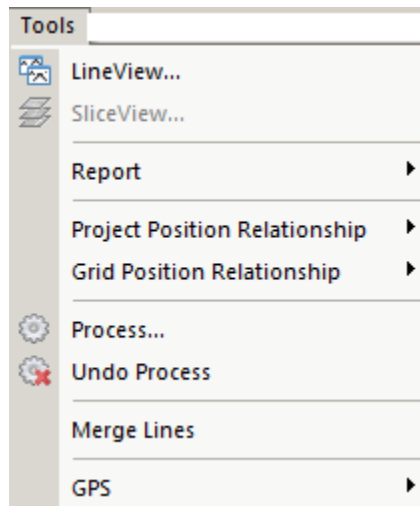 Tools
LineView...
SliceView...
Report
Project Position Relationship
Grid Position Relationship
Process...
Undo Process
Merge Lines
GPS